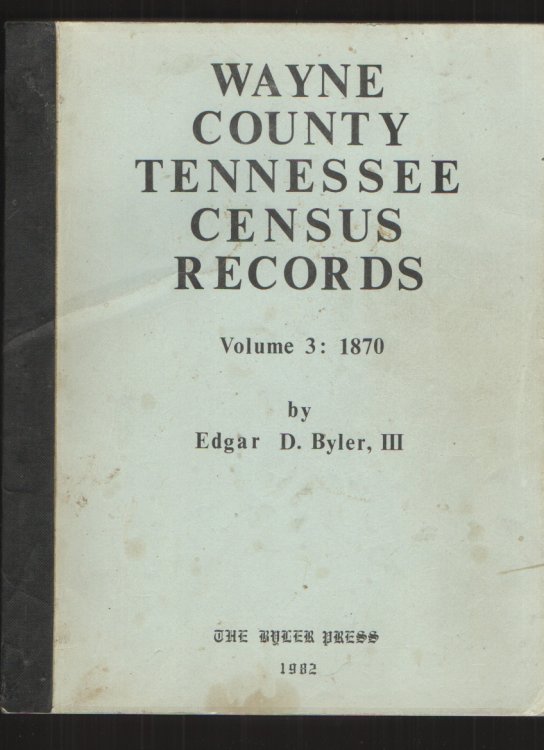 WAYNE
COUNTY
TENNESSEE
CENSUS
RECORDS
Volume 3: 1870
by
Edgar D. Byler, III
THE BYLER PRESS
1982